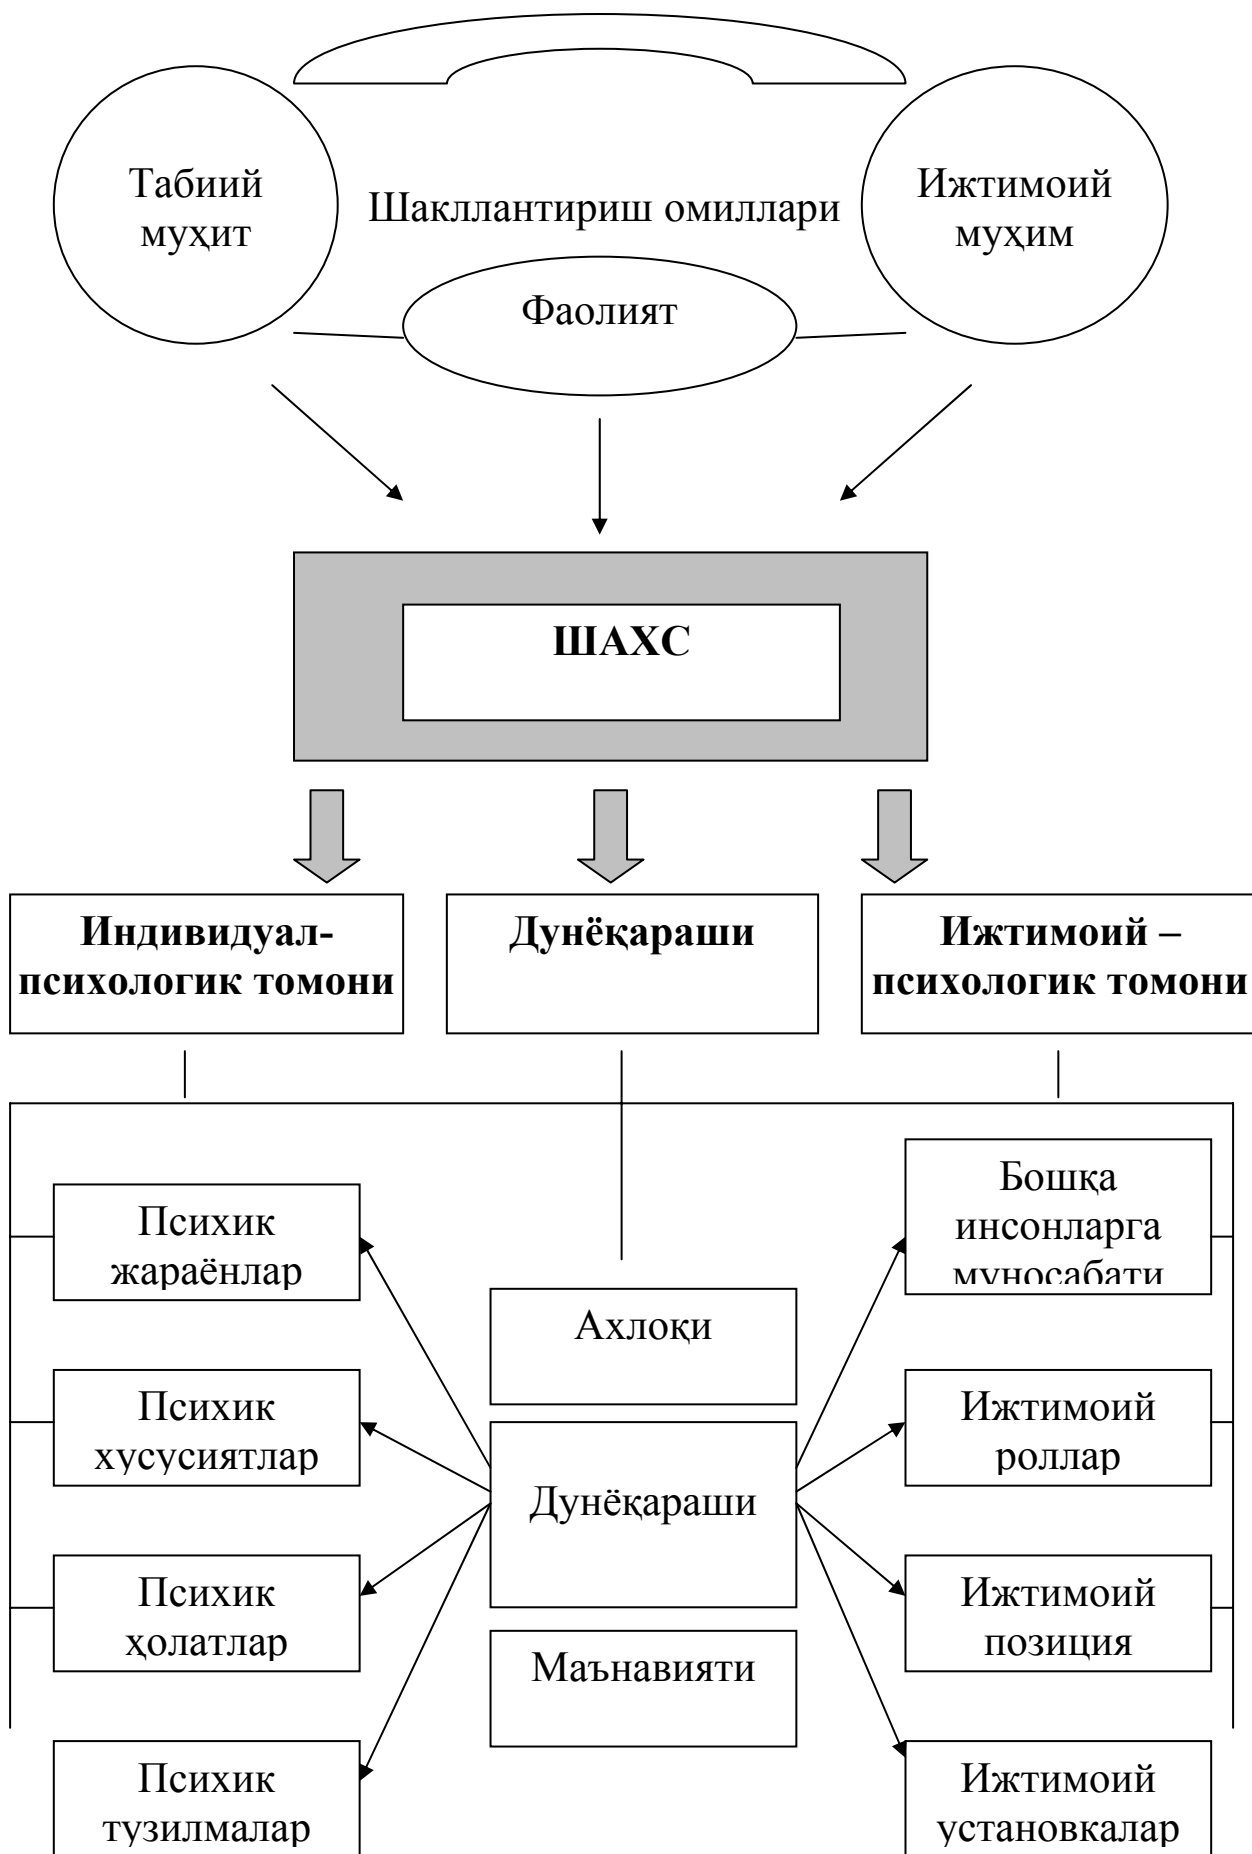 Табиий
муҳит
Шакллантириш омиллари
Ижтимоий
муҳим
Фаолият
ШАХС
Индивидуал-
психологик томони
Дунёқараши
Ижтимоий –
психологик томони
Психик
жараёнлар
Бошқа
инсонларга
муносабати
Ахлоқи
Психик
хусусиятлар
Ижтимоий
роллар
Дунёқараши
Психик
ҳолатлар
Ижтимоий
позиция
Маънавияти
Психик
тузилмалар
Ижтимоий
установкалар